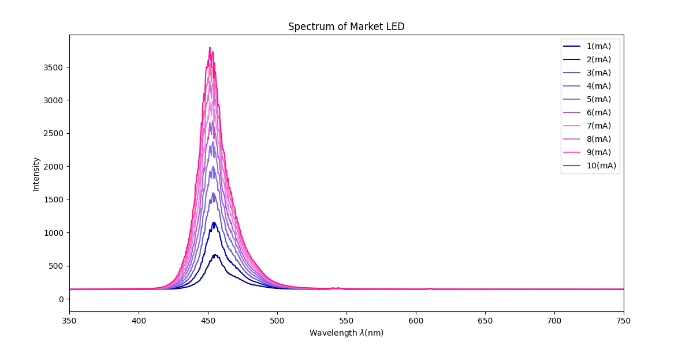 Spectrum of Market LED
Intensity
3500
3000
2500
2000
1500
1000
500
0
1(mA)
2(mA)
3(mA)
4(mA)
5(mA)
6(mA)
7(mA)
8(mA)
9(mA)
10(mA)
350 400 450 500 550 600 650 700 750
Wavelength λ(nm)